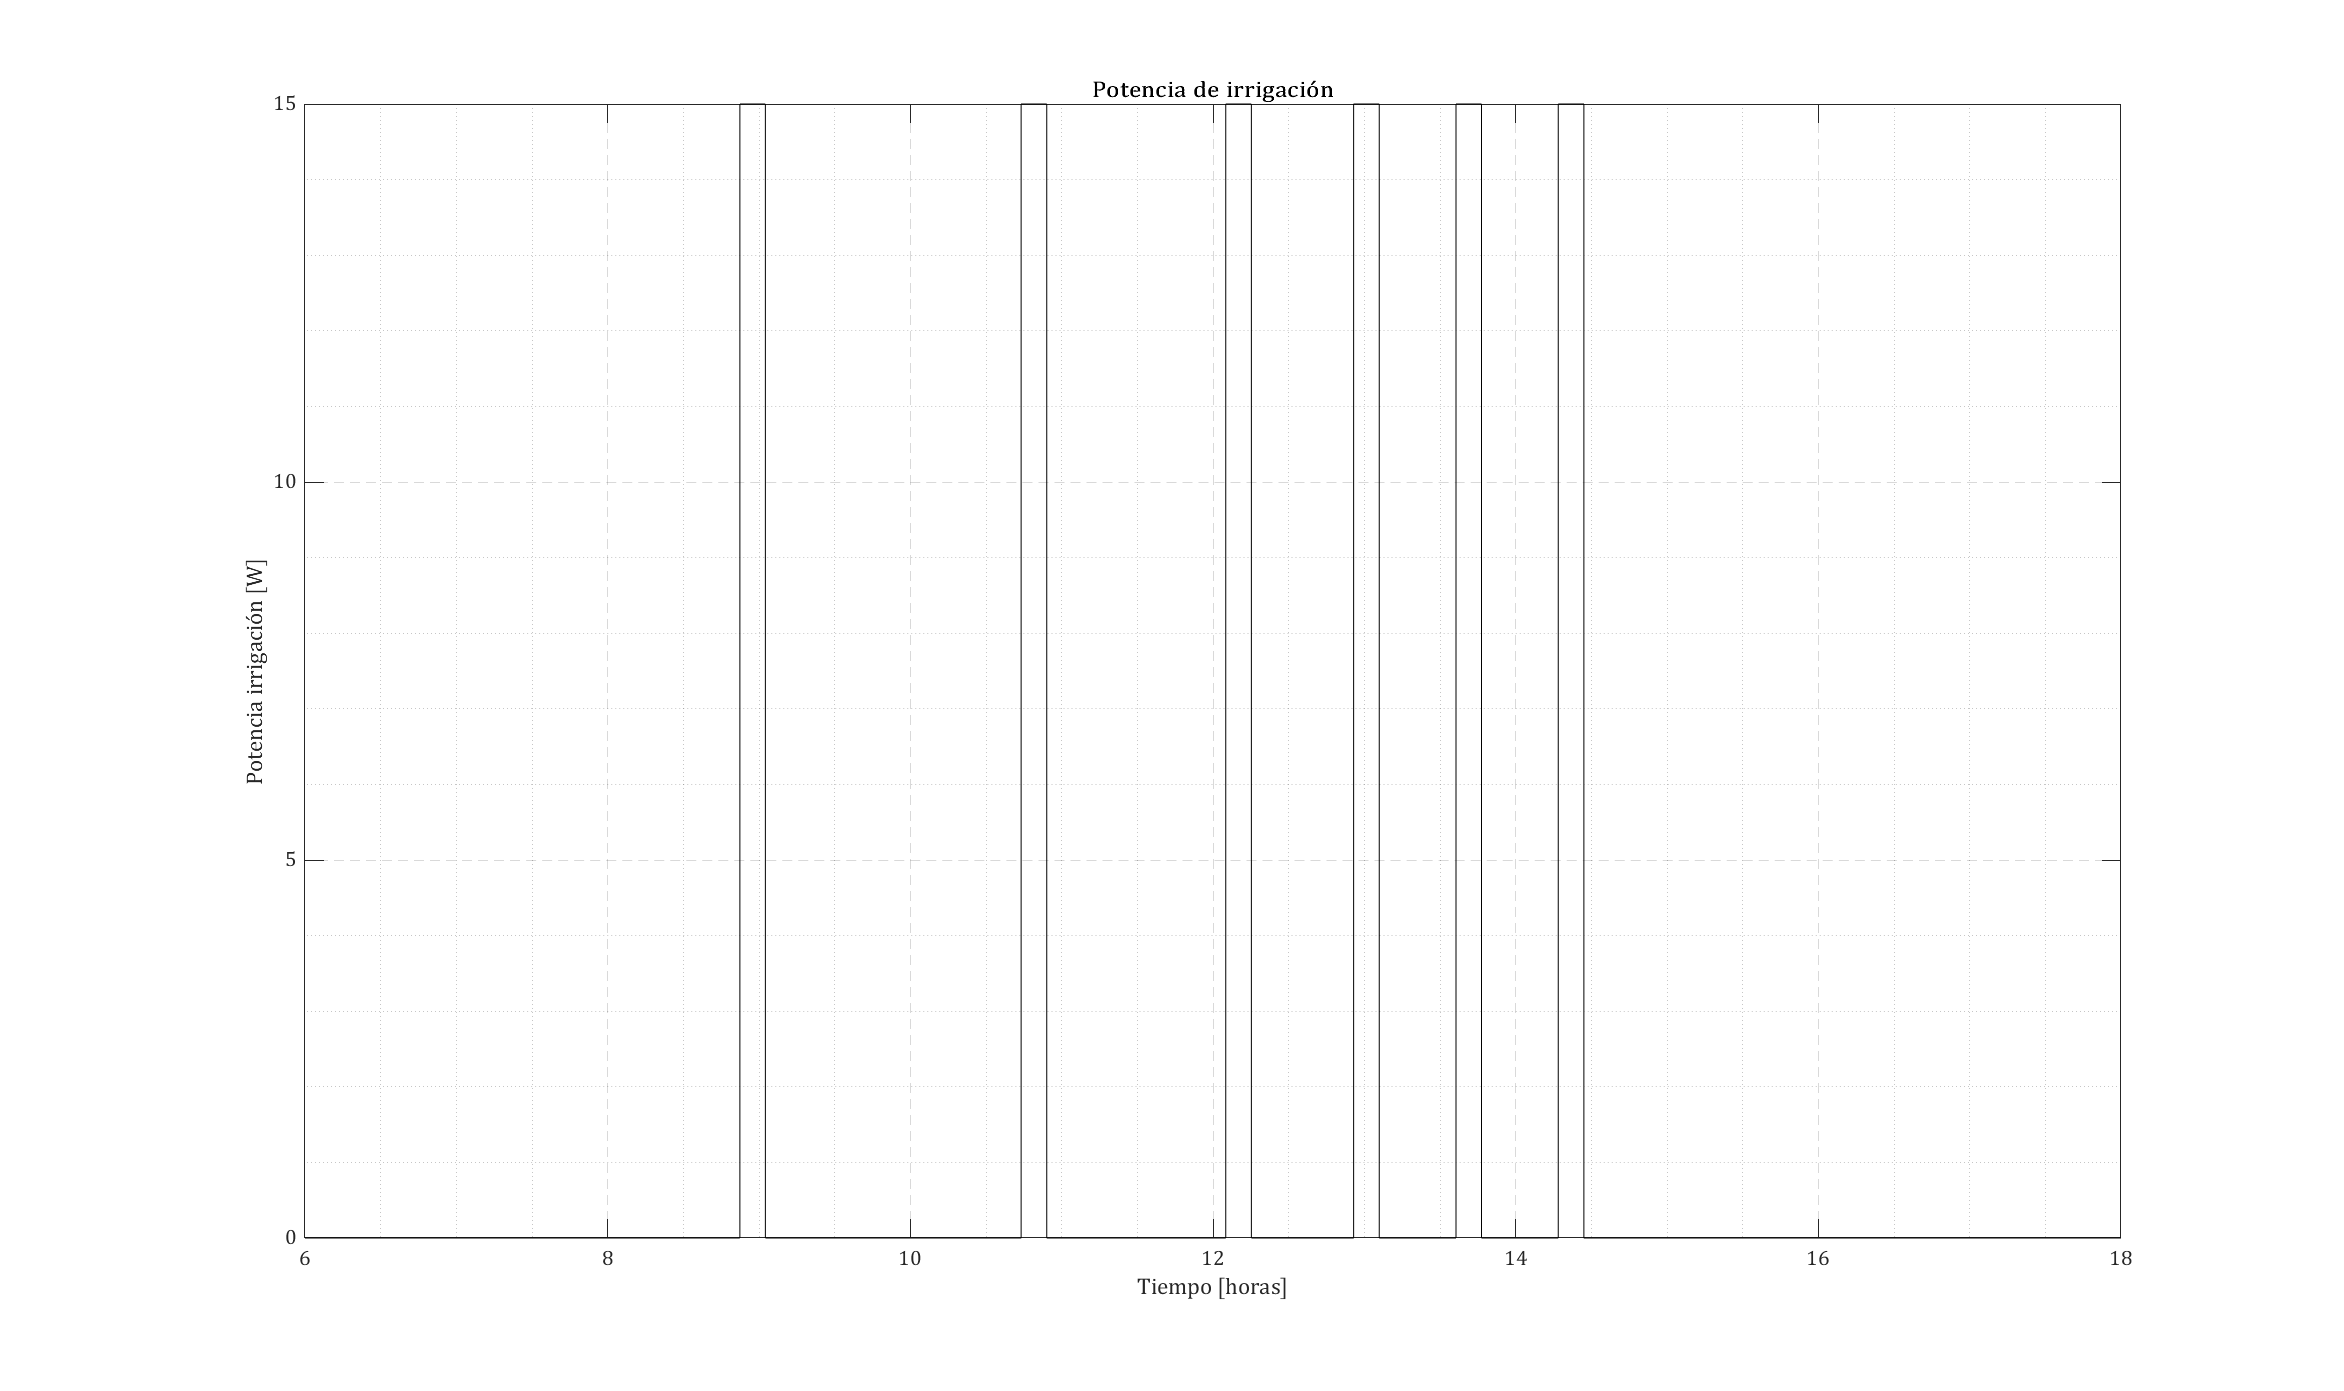 Potencia de irrigación
15
10
5
0
Potencia irrigación [W]
6 8 10 12 14 16 18
Tiempo [horas]